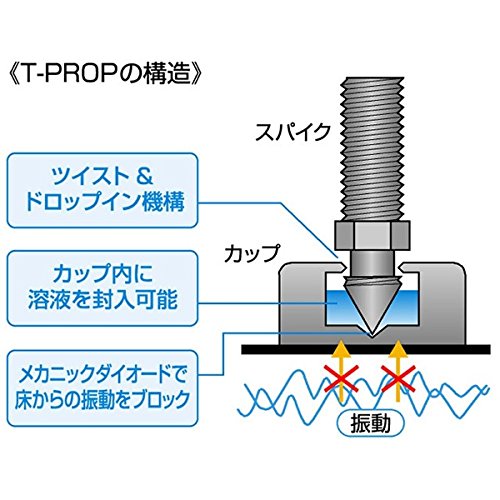 《T-PROPの構造》
スパイク
ツイスト＆
ドロップイン機構
カップ
カップ内に
溶液を封入可能
メカニックダイオードで
床からの振動をブロック
振動